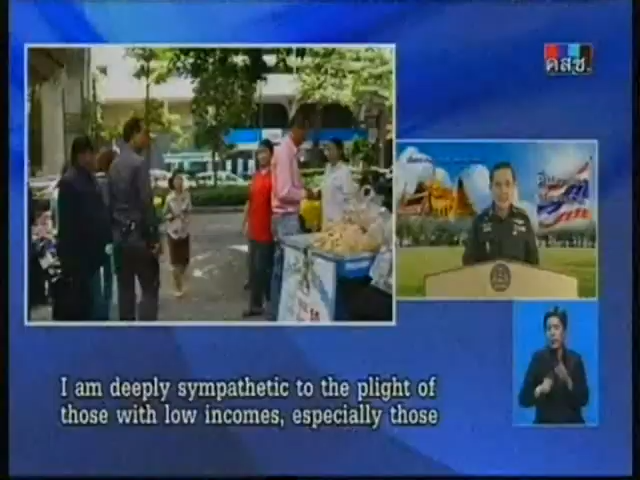 คสช.
I am deeply sympathetic to the plight of
those with low incomes, especially those